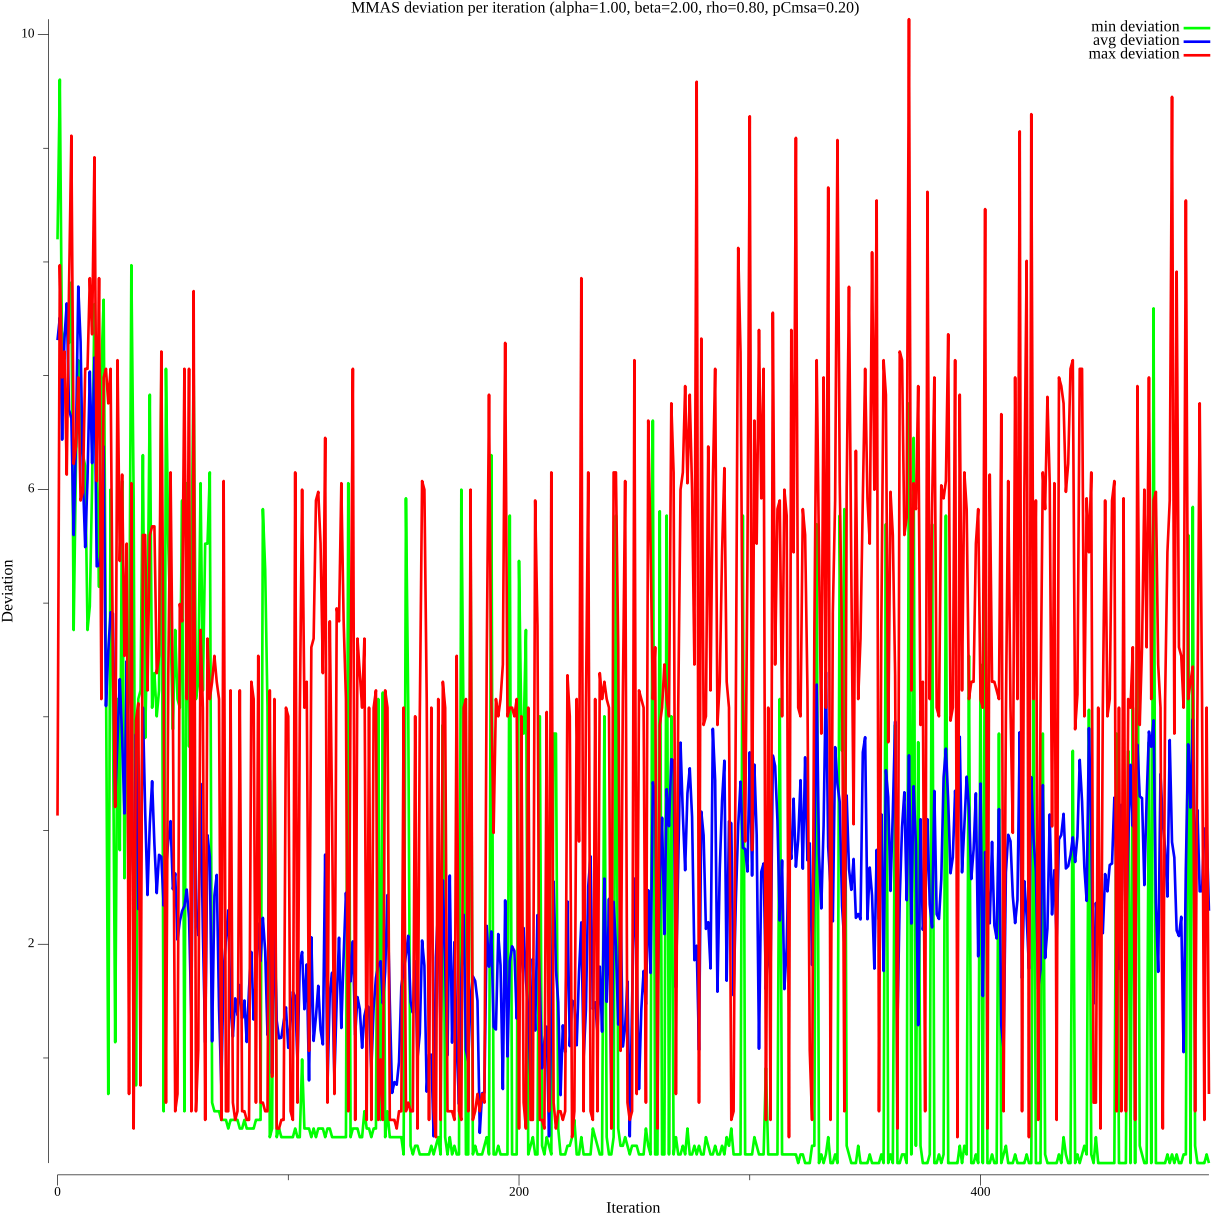 MMAS deviation per iteration (alpha=1.00, beta=2.00, rho=0.80, pCmsa=0.20)
min deviation
avg deviation
max deviation
10
6
2
Deviation
0
200
400
Iteration